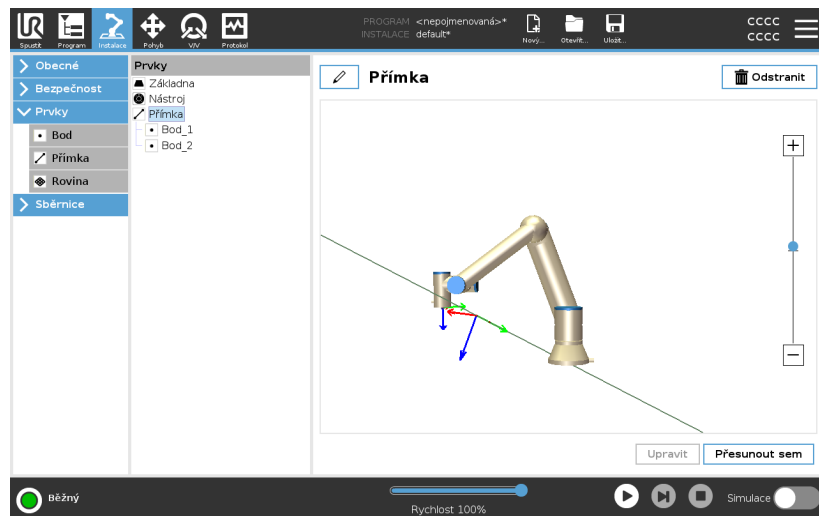 UR
PROGRAM <nepojmenovaná>*
INSTALACE default*
CCCC
CCCC
Spustit Program Instalace Pohyb V/V Protokol Nový... Otevřít... Uložit...
Obecné
Bezpečnost
Prvky
Bod
Přímka
Rovina
Sběrnice
Prvky
Základna
Nástroj
Přímka
Bod_1
Bod_2
Přímka
Odstranit
Upravit Přesunout sem
Běžný
Rychlost 100%
Simulace